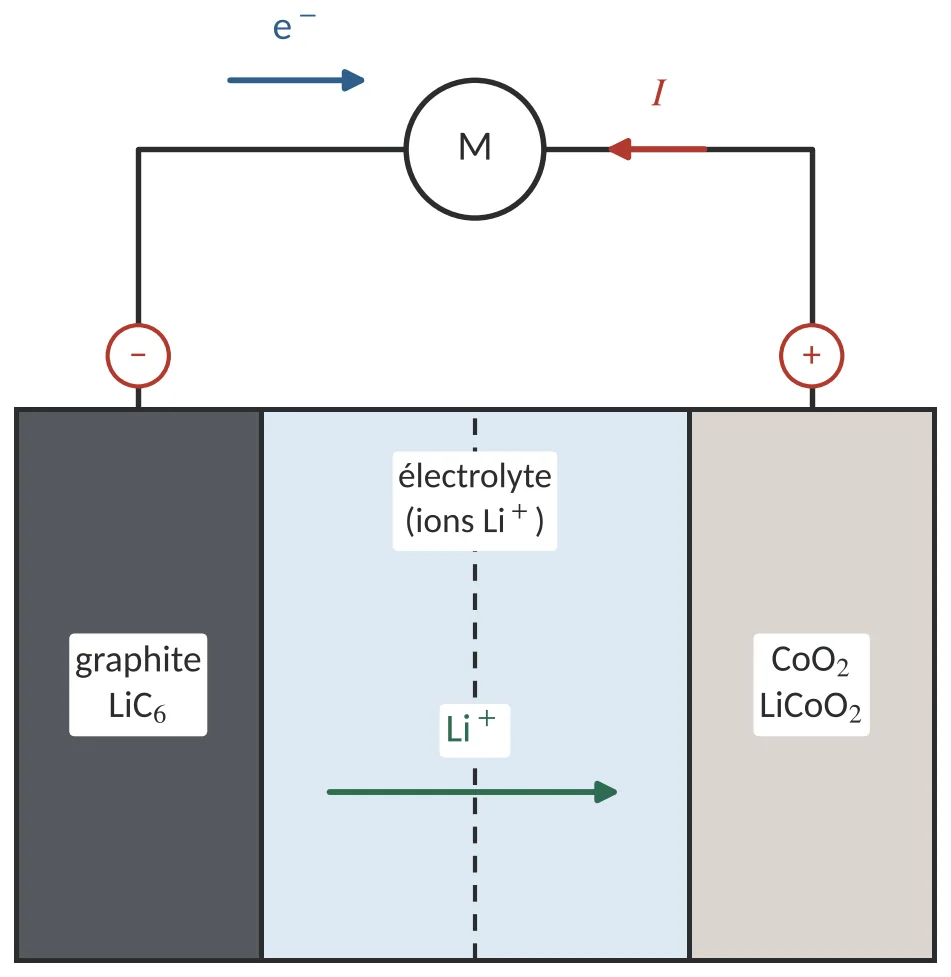 e⁻
I
M
−
+
électrolyte
(ions Li⁺)
graphite
LiC₆
CoO₂
LiCoO₂
Li⁺